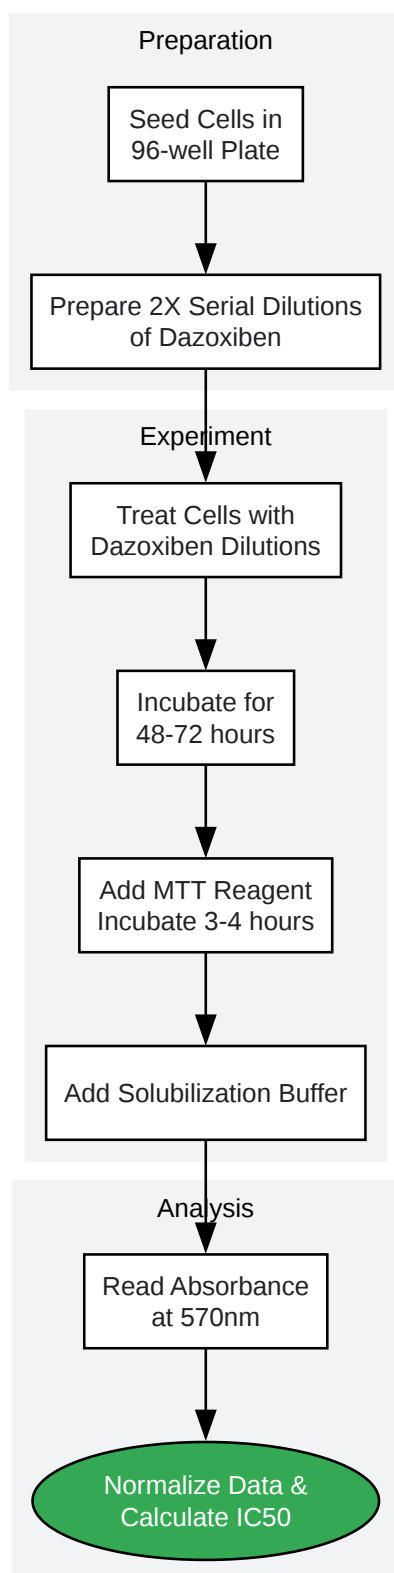 Preparation
Seed Cells in
96-well Plate
Prepare 2X Serial Dilutions
of Dazoxiben
Experiment
Treat Cells with
Dazoxiben Dilutions
Incubate for
48-72 hours
Add MTT Reagent
Incubate 3-4 hours
Add Solubilization Buffer
Analysis
Read Absorbance
at 570nm
Normalize Data &
Calculate IC50